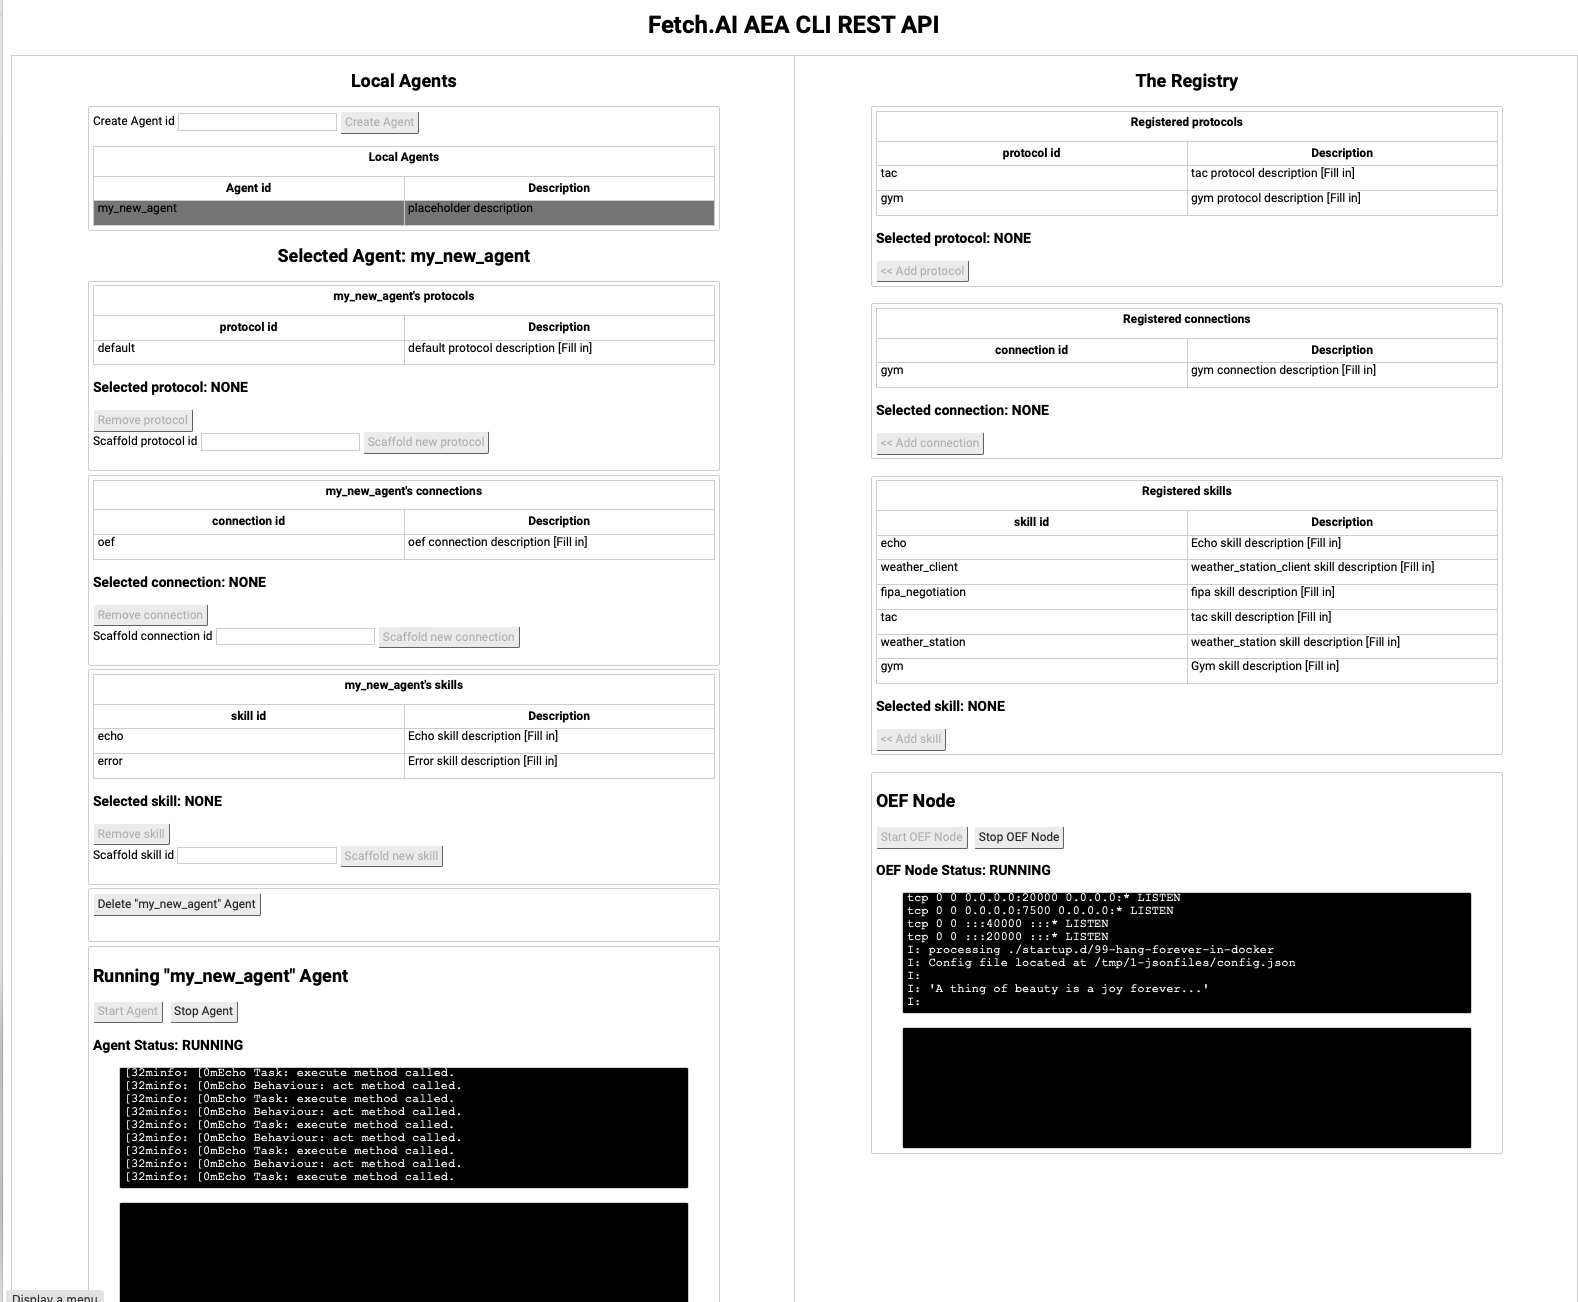 Fetch.AI AEA CLI REST API
Local Agents
Create Agent id Create Agent
Local Agents
Agent id Description
my_new_agent placeholder description
Selected Agent: my_new_agent
my_new_agent's protocols
protocol id Description
default default protocol description [Fill in]
Selected protocol: NONE
Remove protocol
Scaffold protocol id Scaffold new protocol
my_new_agent's connections
connection id Description
oef oef connection description [Fill in]
Selected connection: NONE
Remove connection
Scaffold connection id Scaffold new connection
my_new_agent's skills
skill id Description
echo Echo skill description [Fill in]
error Error skill description [Fill in]
Selected skill: NONE
Remove skill
Scaffold skill id Scaffold new skill
Delete "my_new_agent" Agent
Running "my_new_agent" Agent
Start Agent Stop Agent
Agent Status: RUNNING
[32minfo: [0mEcho Task: execute method called.
[32minfo: [0mEcho Behaviour: act method called.
[32minfo: [0mEcho Task: execute method called.
[32minfo: [0mEcho Behaviour: act method called.
[32minfo: [0mEcho Task: execute method called.
[32minfo: [0mEcho Behaviour: act method called.
[32minfo: [0mEcho Task: execute method called.
[32minfo: [0mEcho Behaviour: act method called.
[32minfo: [0mEcho Task: execute method called.
Display a menu
The Registry
Registered protocols
protocol id Description
tac tac protocol description [Fill in]
gym gym protocol description [Fill in]
Selected protocol: NONE
<< Add protocol
Registered connections
connection id Description
gym gym connection description [Fill in]
Selected connection: NONE
<< Add connection
Registered skills
skill id Description
echo Echo skill description [Fill in]
weather_client weather_station_client skill description [Fill in]
fipa_negotiation fipa skill description [Fill in]
tac tac skill description [Fill in]
weather_station weather_station skill description [Fill in]
gym Gym skill description [Fill in]
Selected skill: NONE
<< Add skill
OEF Node
Start OEF Node Stop OEF Node
OEF Node Status: RUNNING
tcp 0 0 0.0.0.0:20000 0.0.0.0:* LISTEN
tcp 0 0 0.0.0.0:7500 0.0.0.0:* LISTEN
tcp 0 0 :::40000 :::* LISTEN
tcp 0 0 :::20000 :::* LISTEN
I: processing ./startup.d/99-hang-forever-in-docker
I: Config file located at /tmp/1-jsonfiles/config.json
I:
I: 'A thing of beauty is a joy forever...'
I: